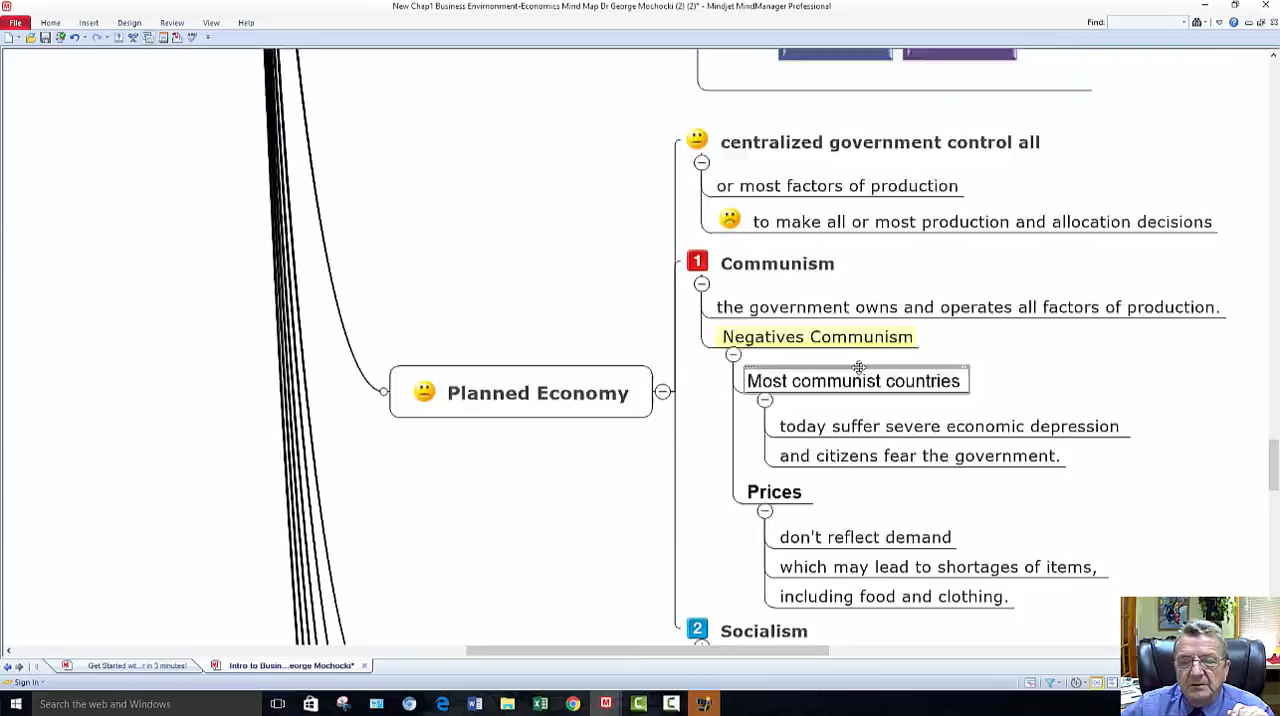 New Chap1 Business Envirnonment-Economics Mind Map Dr George Mochocki (2) (2)* - Mindjet MindManager Professional
File Home Insert Design Review View Help
Find:
centralized government control all
or most factors of production
to make all or most production and allocation decisions
1 Communism
the government owns and operates all factors of production.
Negatives Communism
Planned Economy
Most communist countries
today suffer severe economic depression
and citizens fear the government.
Prices
don't reflect demand
which may lead to shortages of items,
including food and clothing.
2 Socialism
Get Started wit...r in 3 minutes!
Intro to Busin...eorge Mochocki*
Sign In
Search the web and Windows